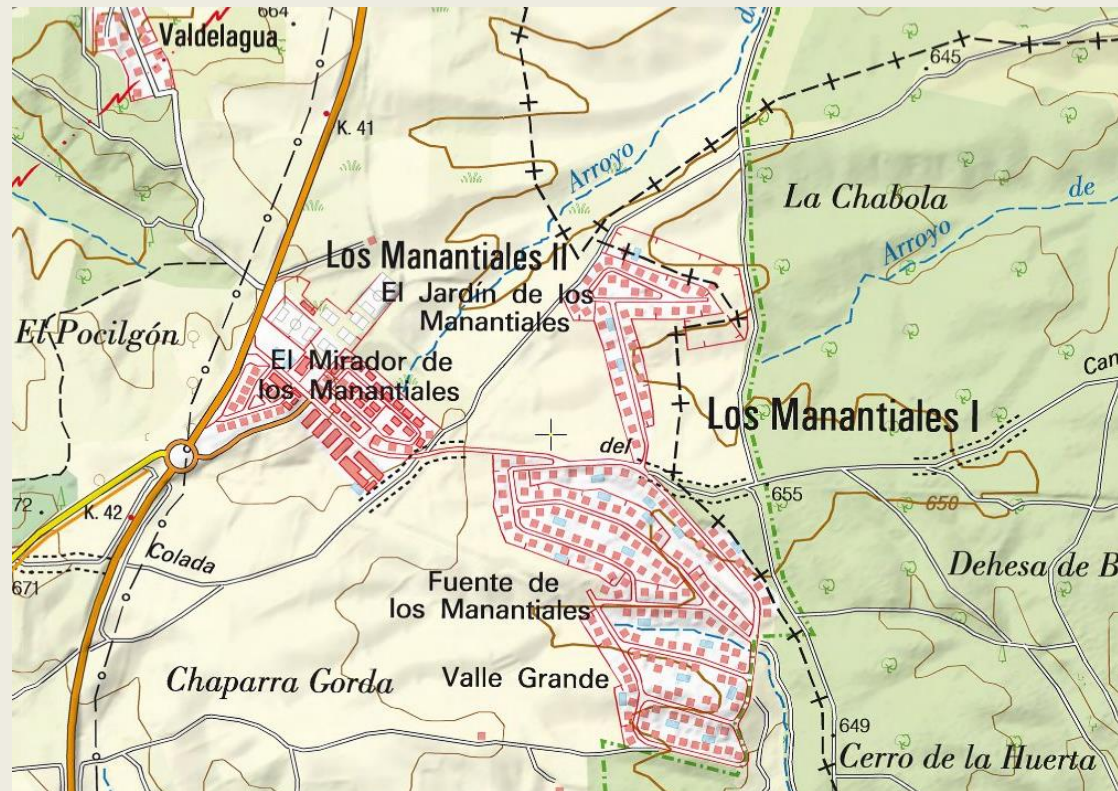 664
Valdelagua
de
645
K. 41
Arroyo
La Chabola
de
Arroyo
Los Manantiales II
El Jardín de los
Manantiales
El Pocilgón
El Mirador de
los Manantiales
Los Manantiales I
del
655
650
72
K. 42
Colada
671
Fuente de
los Manantiales
Dehesa de B
Valle Grande
Chaparra Gorda
649
Cerro de la Huerta